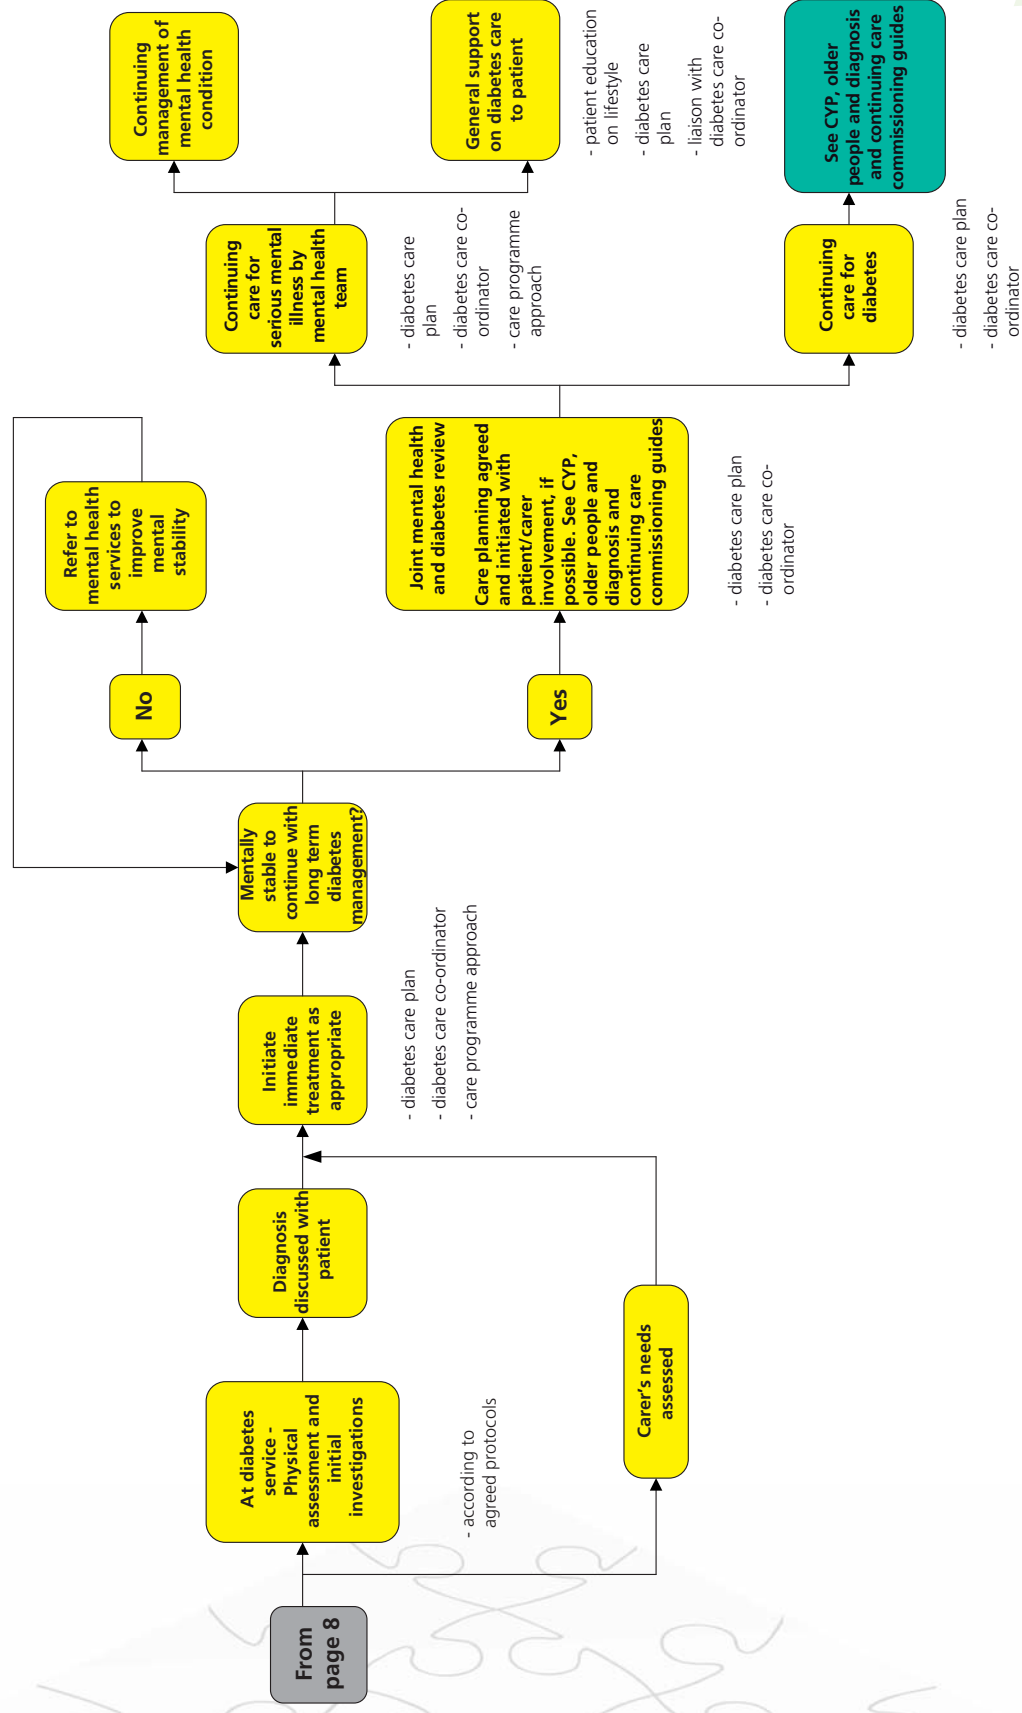 From
page 8
At diabetes
service -
Physical
assessment and
initial
investigations
- according to
agreed protocols
Carer's needs
assessed
Diagnosis
discussed with
patient
Initiate
immediate
treatment as
appropriate
- diabetes care plan
- diabetes care co-ordinator
- care programme approach
Mentally
stable to
continue with
long term
diabetes
management?
No
Refer to
mental health
services to
improve
mental
stability
Yes
Joint mental health
and diabetes review
Care planning agreed
and initiated with
patient/carer
involvement, if
possible. See CYP,
older people and
diagnosis and
continuing care
commissioning guides
- diabetes care plan
- diabetes care co-
ordinator
Continuing
care for
serious mental
illness by
mental health
team
- diabetes care
plan
- diabetes care co-
ordinator
- care programme
approach
Continuing
management of
mental health
condition
General support
on diabetes care
to patient
- patient education
on lifestyle
- diabetes care
plan
- liaison with
diabetes care co-
ordinator
Continuing
care for
diabetes
- diabetes care plan
- diabetes care co-
ordinator
See CYP, older
people and diagnosis
and continuing care
commissioning guides